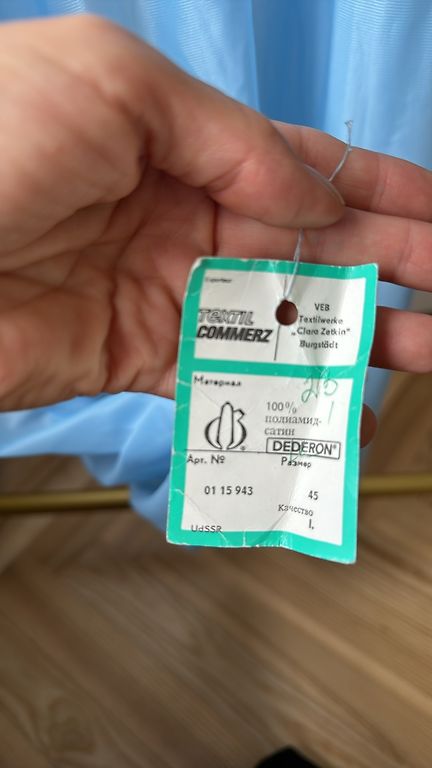 Exporteur
TEXTIL
COMMERZ
VEB
Textilwerke
„Clara Zetkin"
Burgstädt
Материал
100%
полиамид-
сатин
DEDERON®
Арт. №
Размер
01 15 943
45
Качество
I.
UdSSR